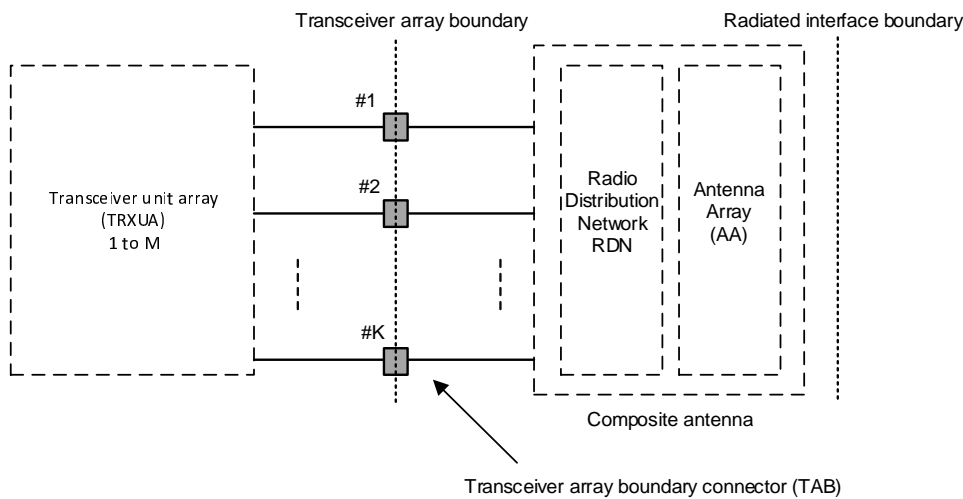 Transceiver array boundary
Radiated interface boundary
#1
#2
#K
Transceiver unit array
(TRXUA)
1 to M
Radio
Distribution
Network
RDN
Antenna
Array
(AA)
Composite antenna
Transceiver array boundary connector (TAB)